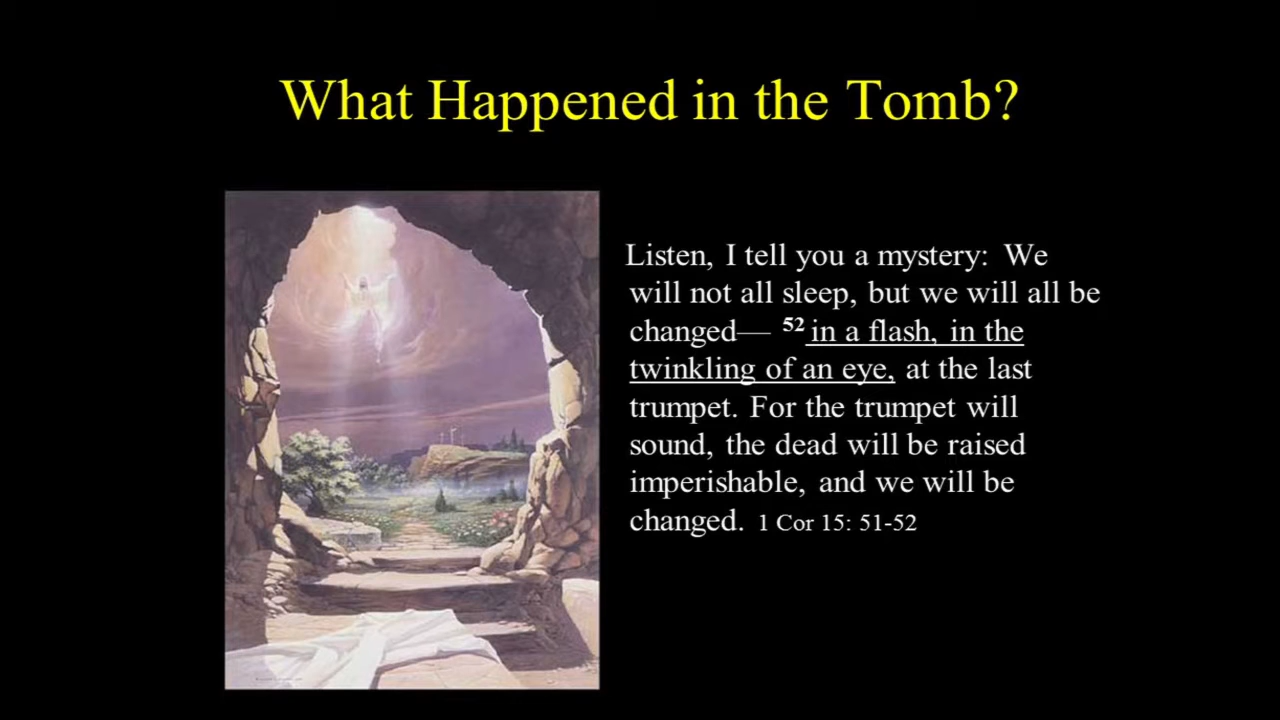 What Happened in the Tomb?
Listen, I tell you a mystery: We
will not all sleep, but we will all be
changed— 52 in a flash, in the
twinkling of an eye, at the last
trumpet. For the trumpet will
sound, the dead will be raised
imperishable, and we will be
changed. 1 Cor 15: 51-52